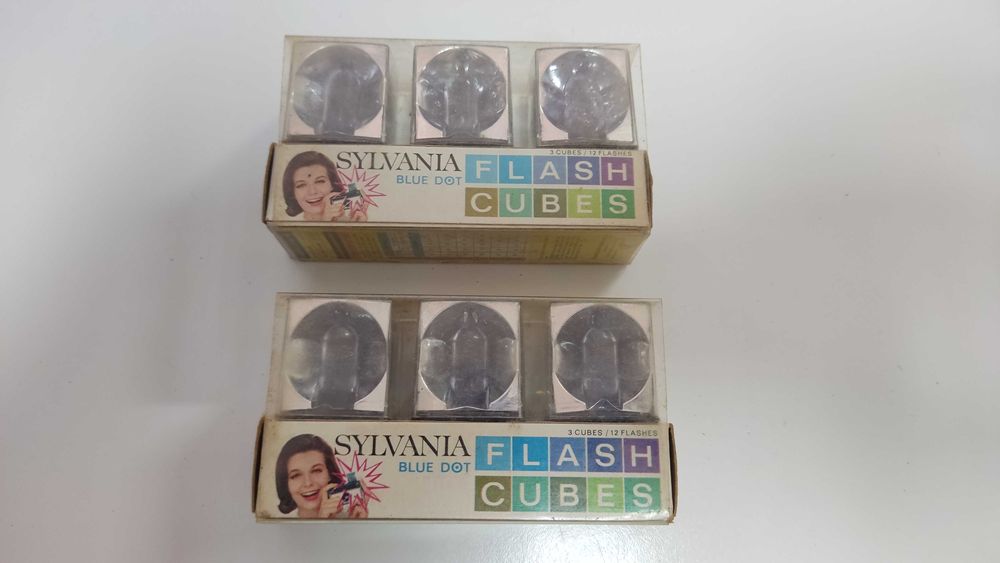 3 CUBES / 12 FLASHES
SYLVANIA
BLUE DOT
FLASH
CUBES
3 CUBES / 12 FLASHES
SYLVANIA
BLUE DOT
FLASH
CUBES